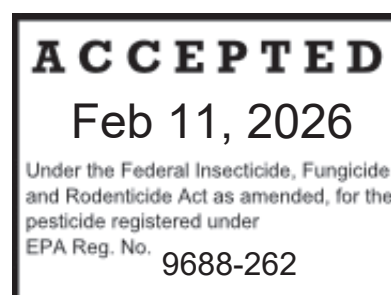 ACCEPTED
Feb 11, 2026
Under the Federal Insecticide, Fungicide
and Rodenticide Act as amended, for the
pesticide registered under
EPA Reg. No. 9688-262